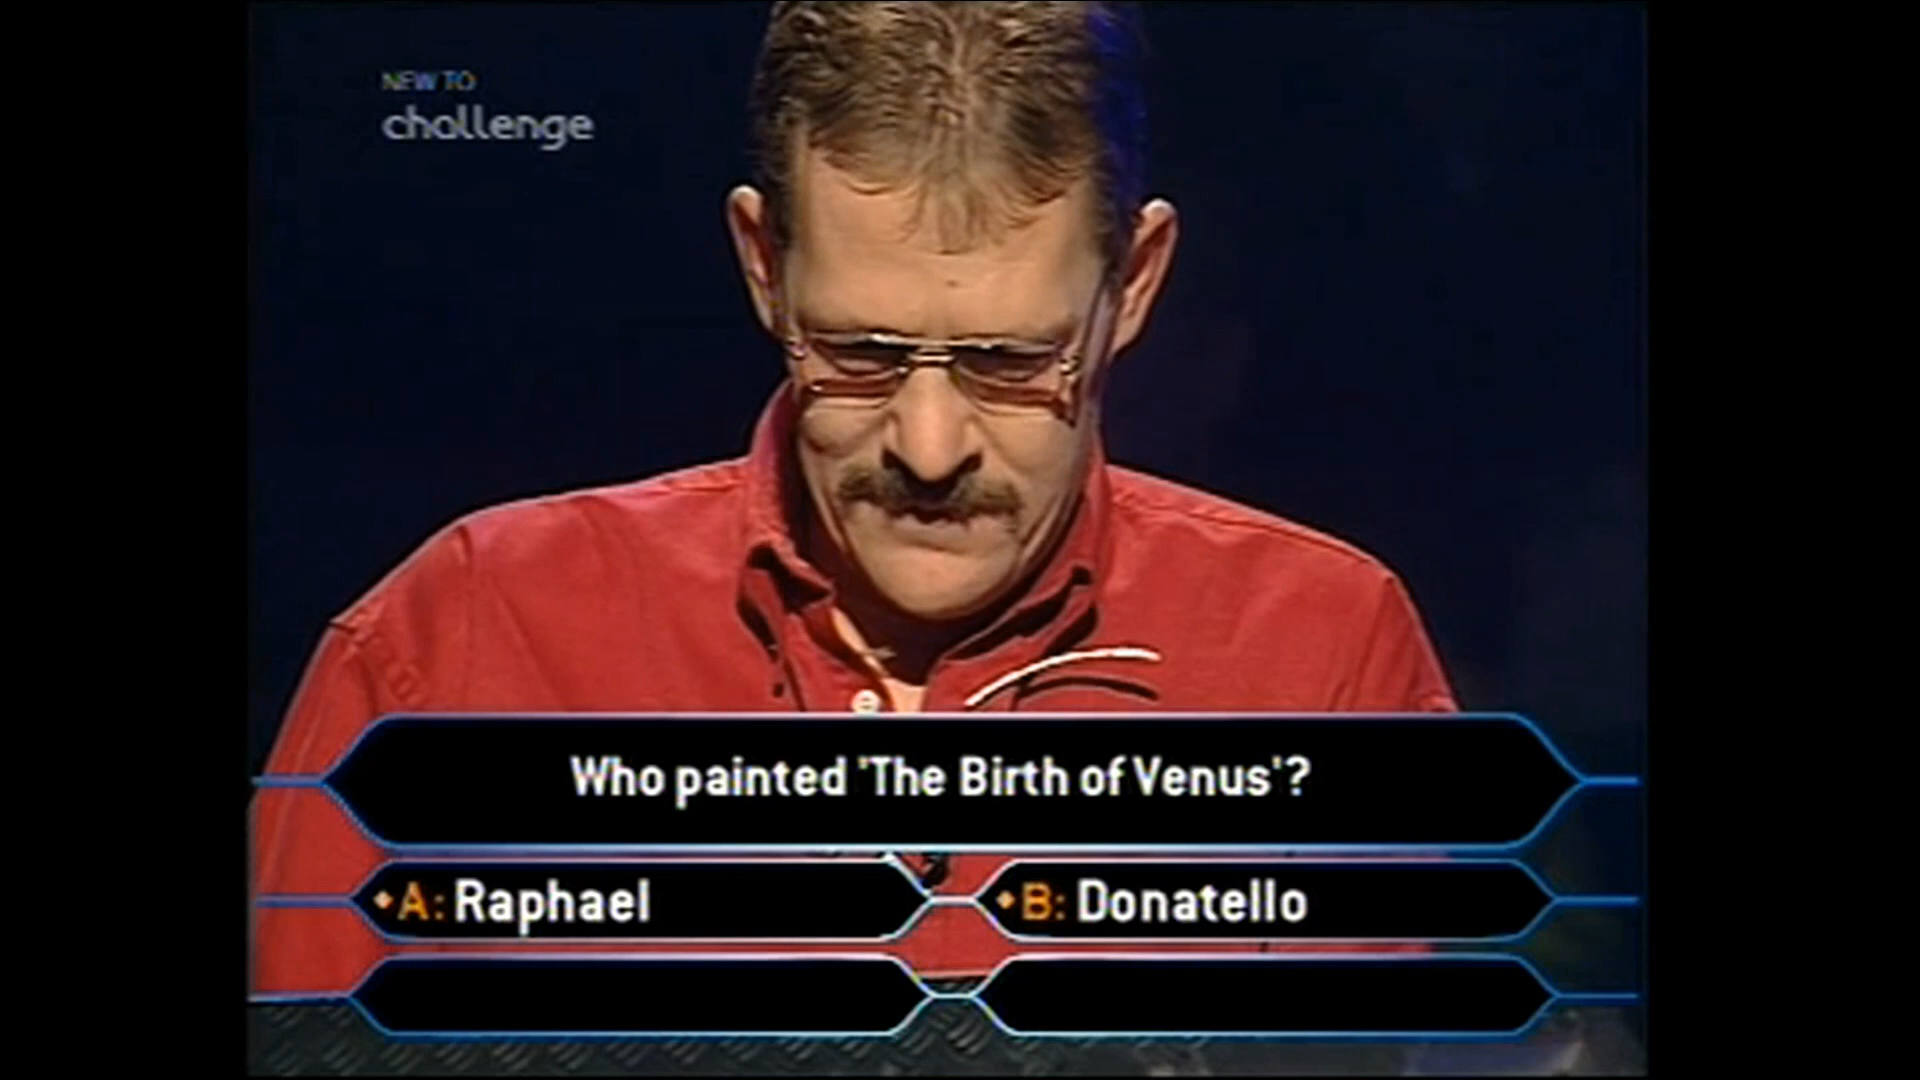 NEW TO
challenge
Who painted 'The Birth of Venus'?
A: Raphael
B: Donatello